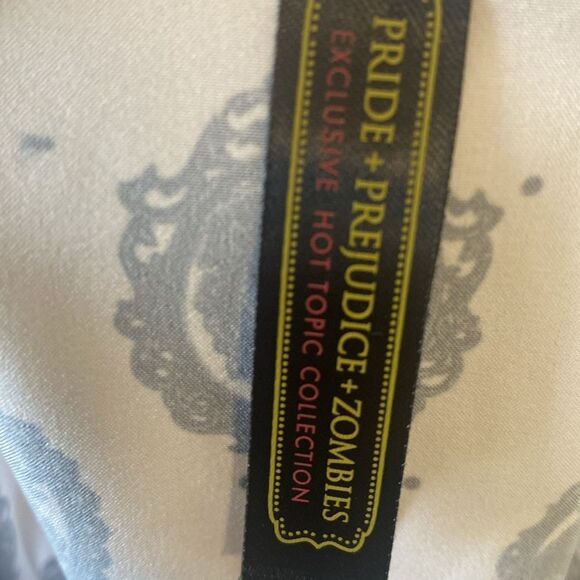 PRIDE + PREJUDICE + ZOMBIES
EXCLUSIVE HOT TOPIC COLLECTION